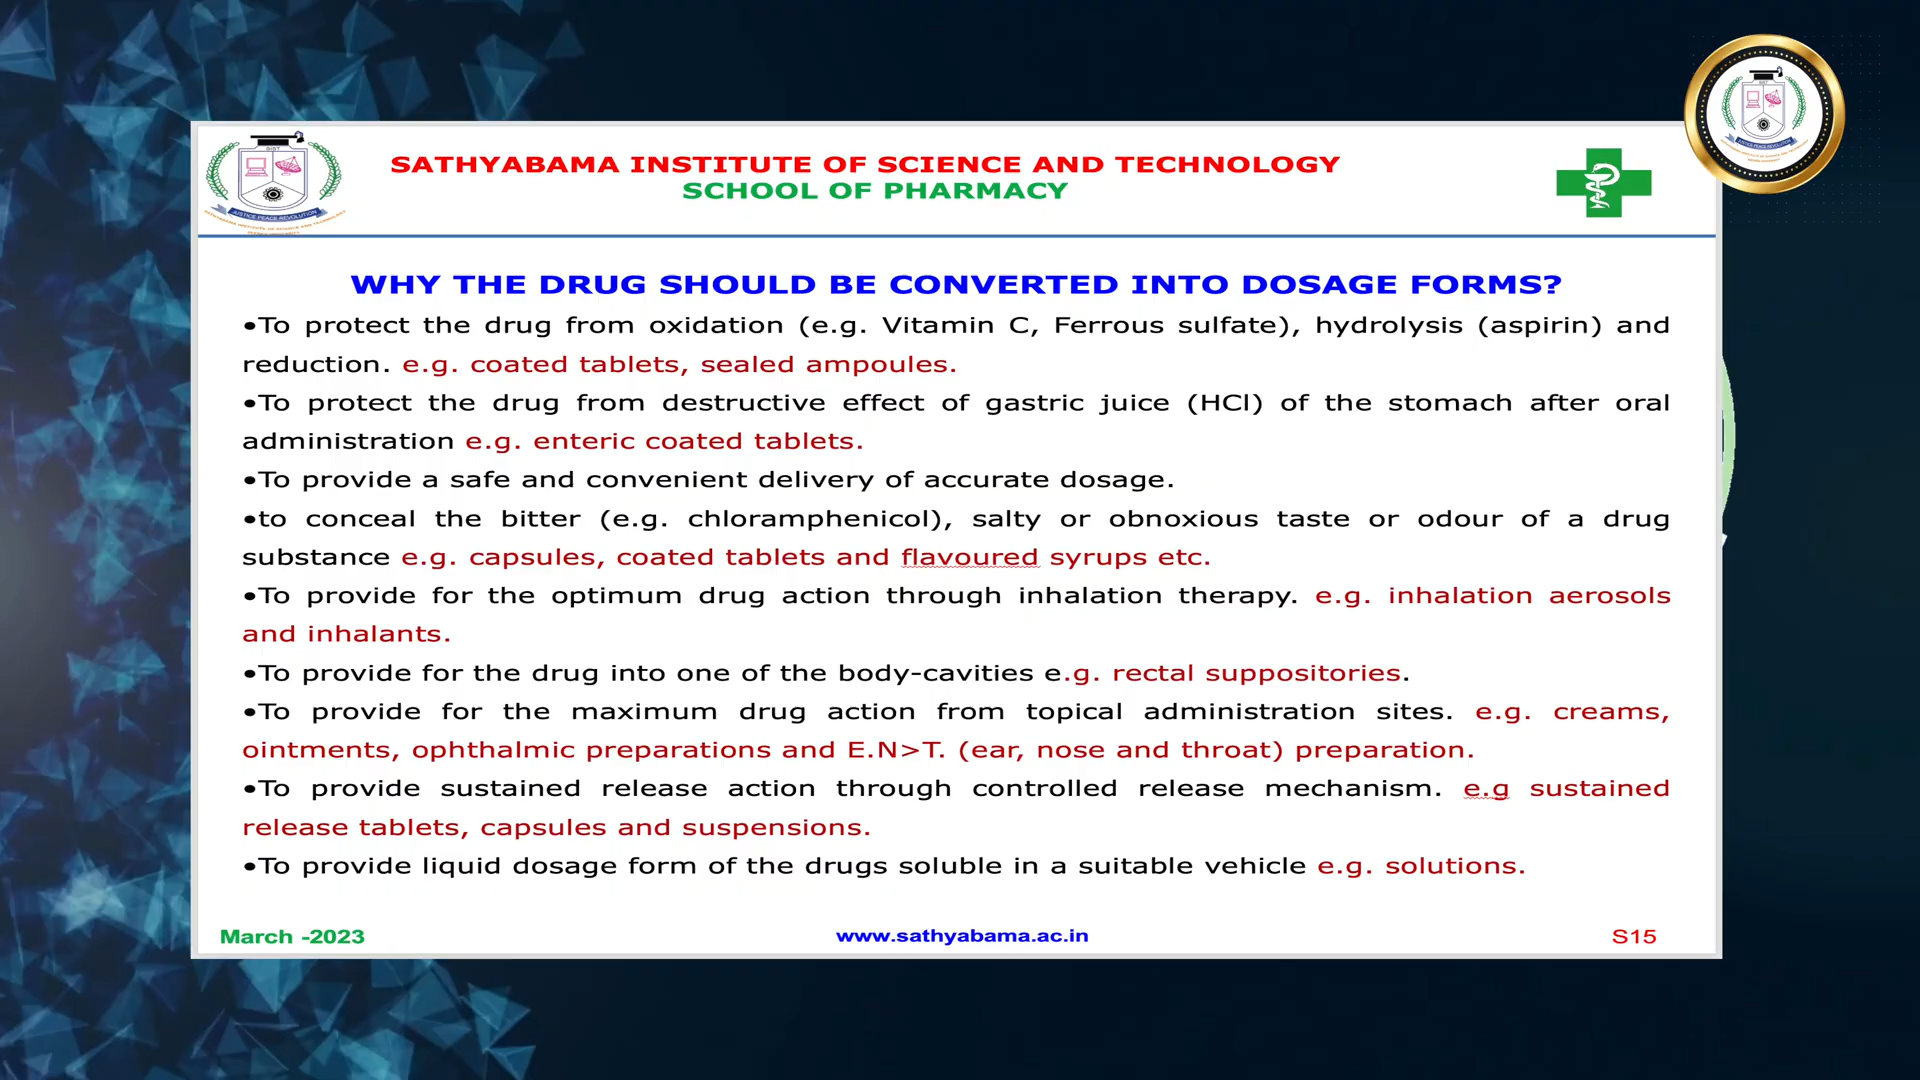 SIST
JUSTICE PEACE REVOLUTION
SATHYABAMA INSTITUTE OF SCIENCE AND TECHNOLOGY
SCHOOL OF PHARMACY
WHY THE DRUG SHOULD BE CONVERTED INTO DOSAGE FORMS?
•To protect the drug from oxidation (e.g. Vitamin C, Ferrous sulfate), hydrolysis (aspirin) and
reduction. e.g. coated tablets, sealed ampoules.
•To protect the drug from destructive effect of gastric juice (HCl) of the stomach after oral
administration e.g. enteric coated tablets.
•To provide a safe and convenient delivery of accurate dosage.
•to conceal the bitter (e.g. chloramphenicol), salty or obnoxious taste or odour of a drug
substance e.g. capsules, coated tablets and flavoured syrups etc.
•To provide for the optimum drug action through inhalation therapy. e.g. inhalation aerosols
and inhalants.
•To provide for the drug into one of the body-cavities e.g. rectal suppositories.
•To provide for the maximum drug action from topical administration sites. e.g. creams,
ointments, ophthalmic preparations and E.N>T. (ear, nose and throat) preparation.
•To provide sustained release action through controlled release mechanism. e.g sustained
release tablets, capsules and suspensions.
•To provide liquid dosage form of the drugs soluble in a suitable vehicle e.g. solutions.
March -2023
www.sathyabama.ac.in
S15